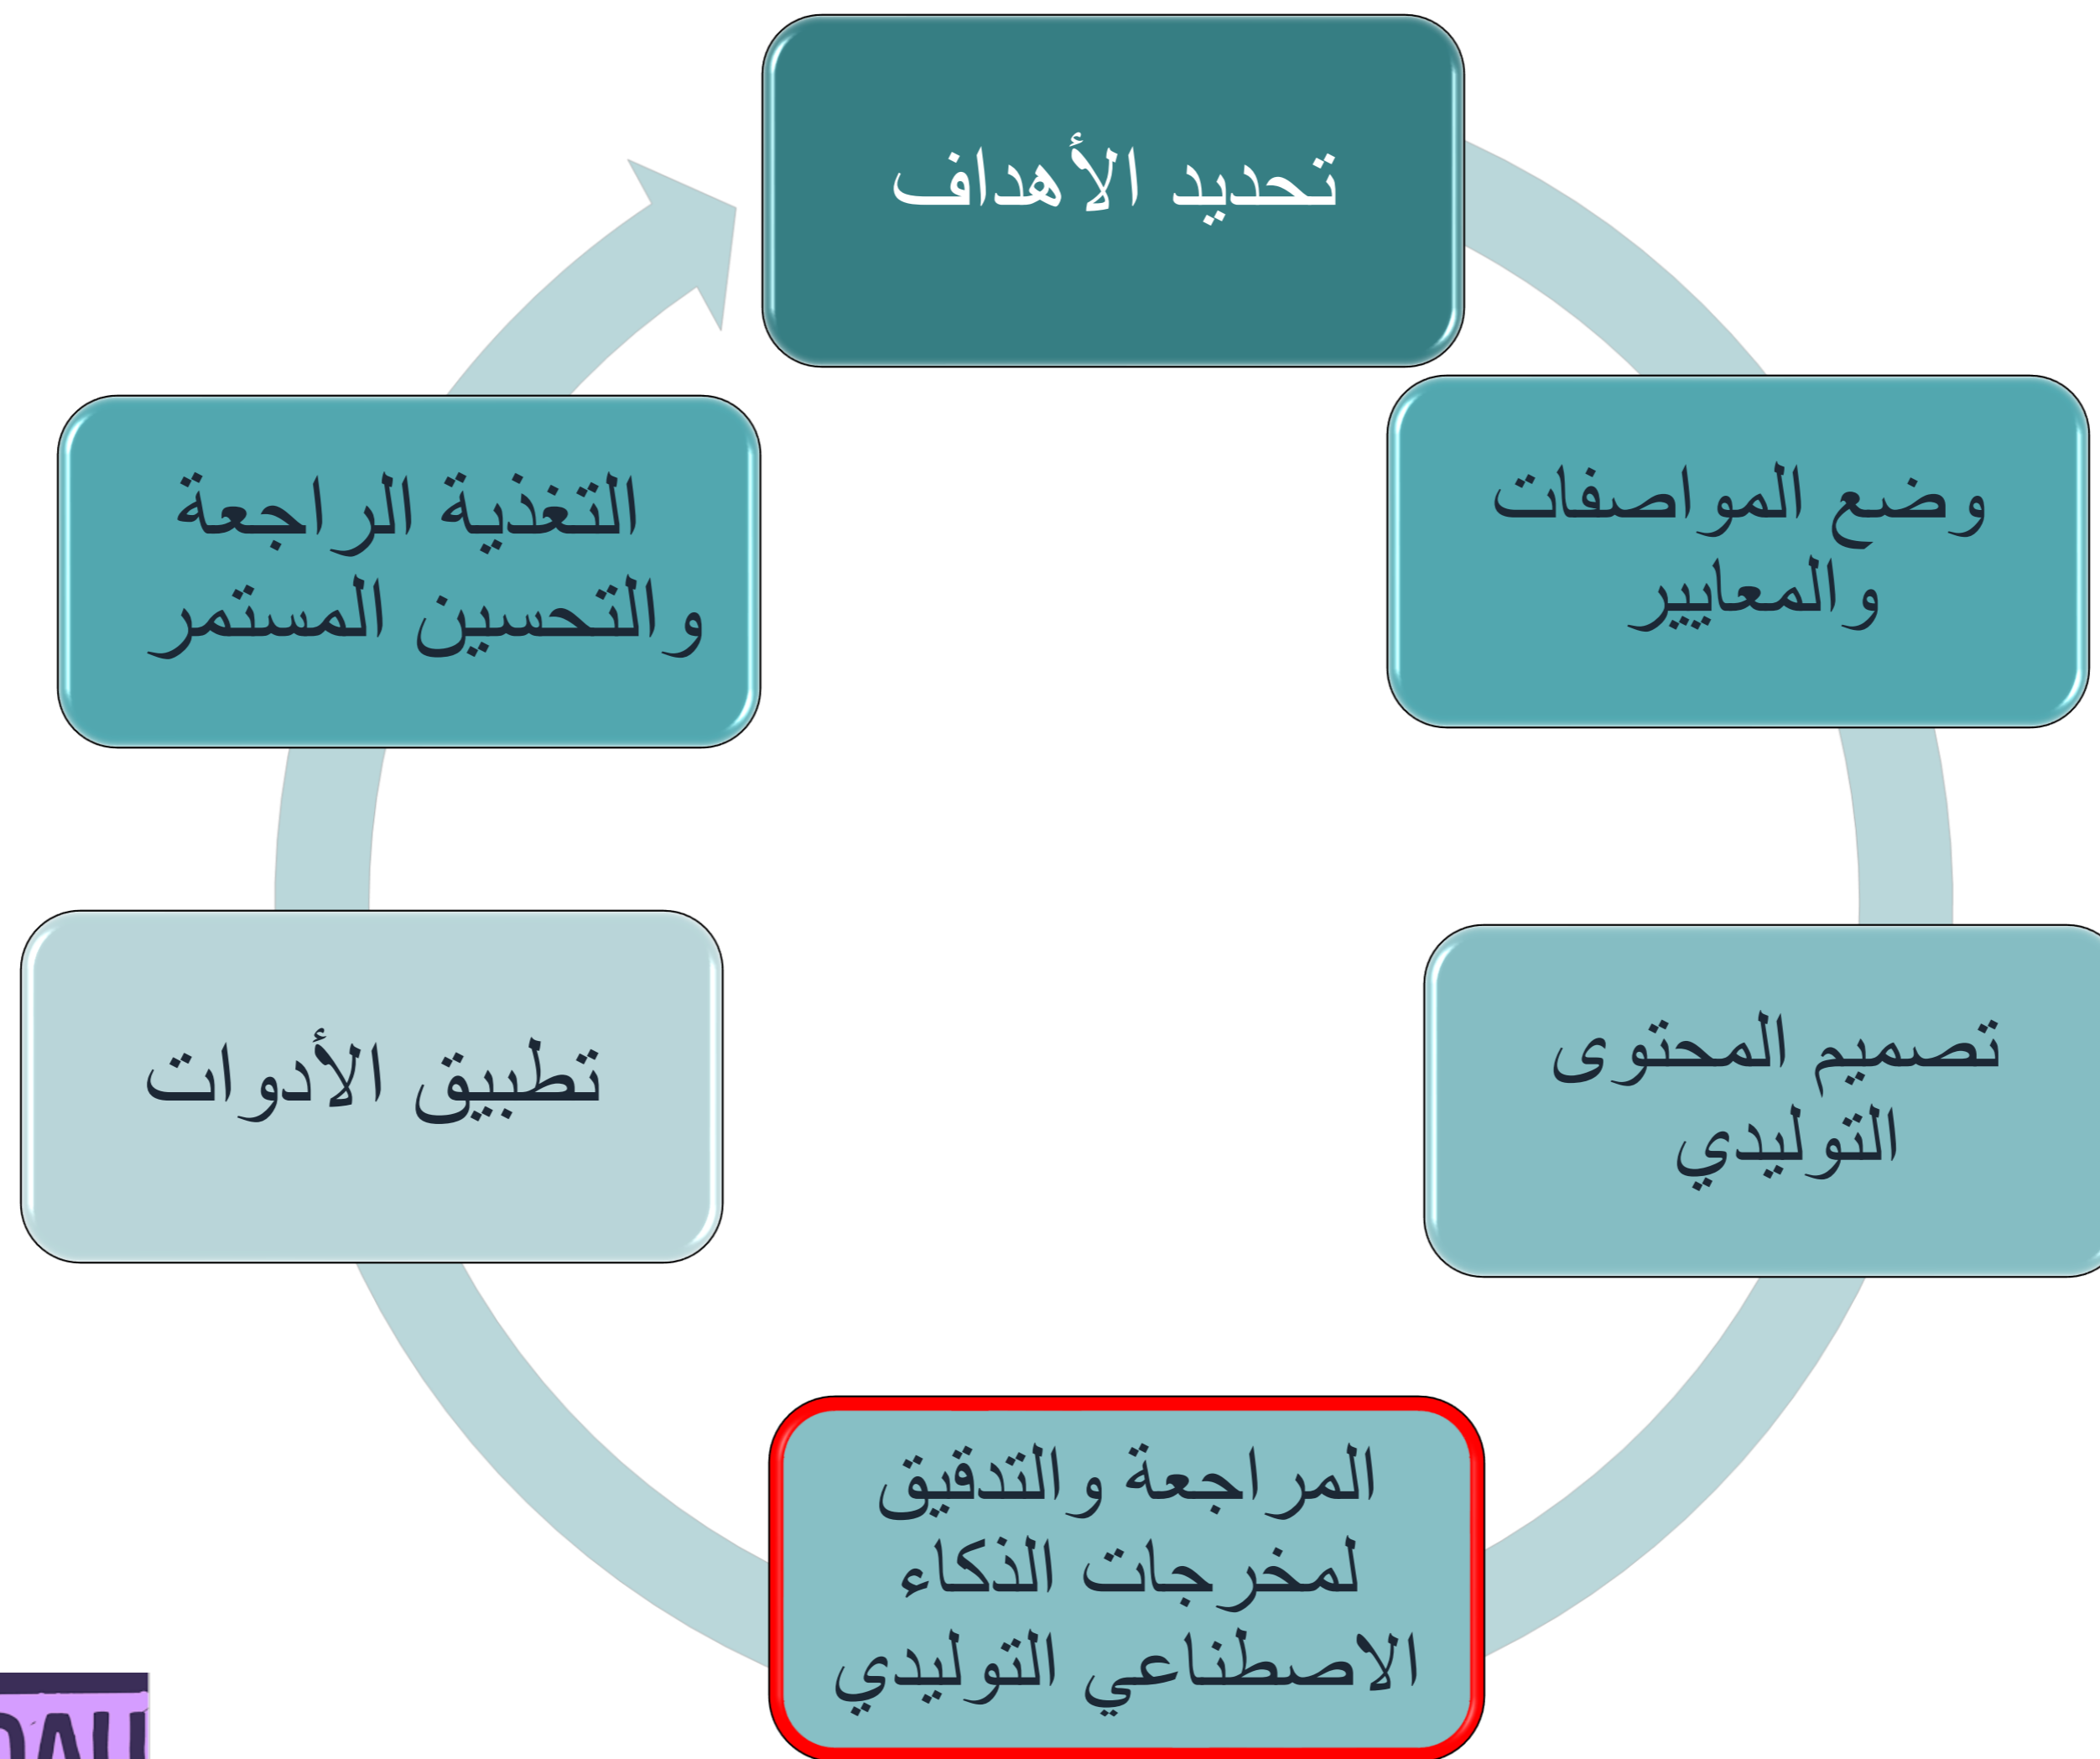 تحديد الأهداف
وضع المواصفات
والمعايير
تصميم المحتوى
التوليدي
المراجعة والتدقيق
لمخرجات الذكاء
الاصطناعي التوليدي
تطبيق الأدوات
التغذية الراجعة
والتحسين المستمر